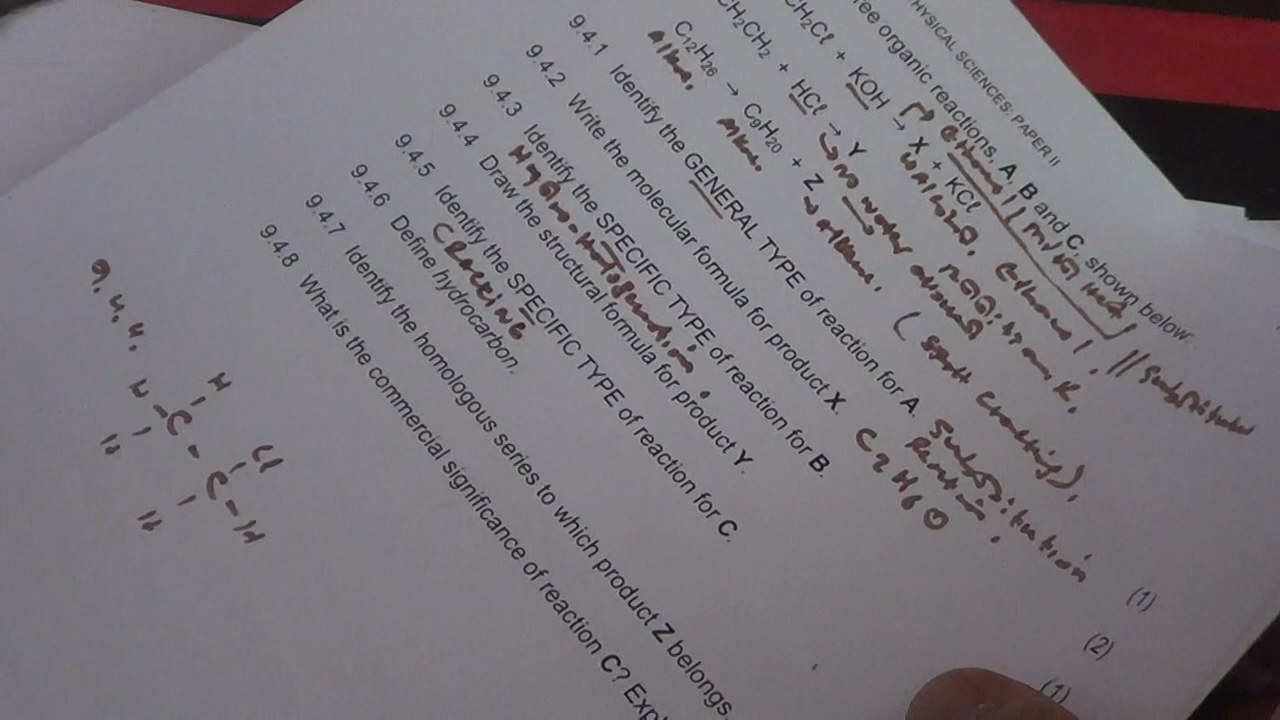 HYSICAL SCIENCES: PAPER II
ree organic reactions, A, B and C, shown below.
CH₂Cℓ + KOH → X + KCℓ
CH₂CH₂ + HCℓ → Y
no water
C₁₂H₂₆ → C₉H₂₀ + Z
Alkane.
alkene.
9.4.1 Identify the GENERAL TYPE of reaction for A.
Substitution
(1)
9.4.2 Write the molecular formula for product X.
C₂H₆O
(2)
9.4.3 Identify the SPECIFIC TYPE of reaction for B.
(1)
9.4.4 Draw the structural formula for product Y.
9.4.5 Identify the SPECIFIC TYPE of reaction for C.
Cracking
9.4.6 Define hydrocarbon.
9.4.7 Identify the homologous series to which product Z belongs.
9.4.8 What is the commercial significance of reaction C? Expl
9.4.4.
H Cl
H - C - C - H
H H